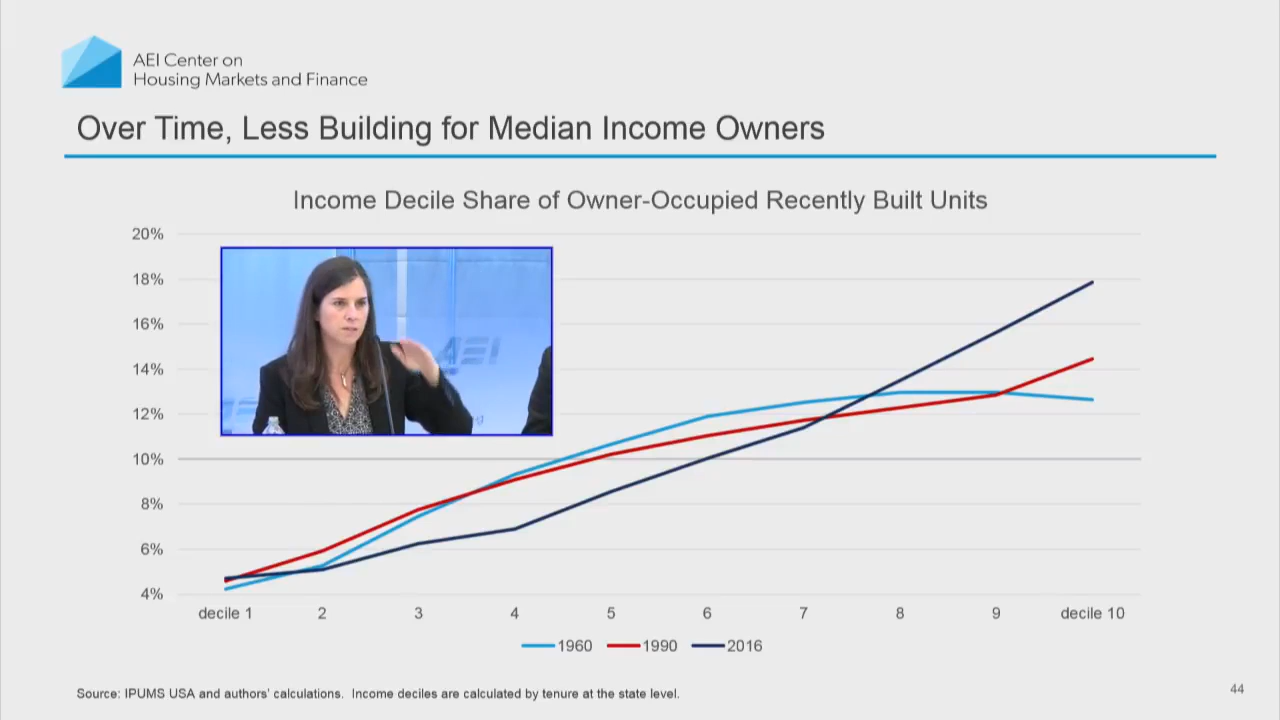 AEI Center on
Housing Markets and Finance
Over Time, Less Building for Median Income Owners
Income Decile Share of Owner-Occupied Recently Built Units
20%
18%
16%
14%
12%
10%
8%
6%
4%
AEI
decile 1 2 3 4 5 6 7 8 9 decile 10
1960 1990 2016
Source: IPUMS USA and authors' calculations. Income deciles are calculated by tenure at the state level.
44